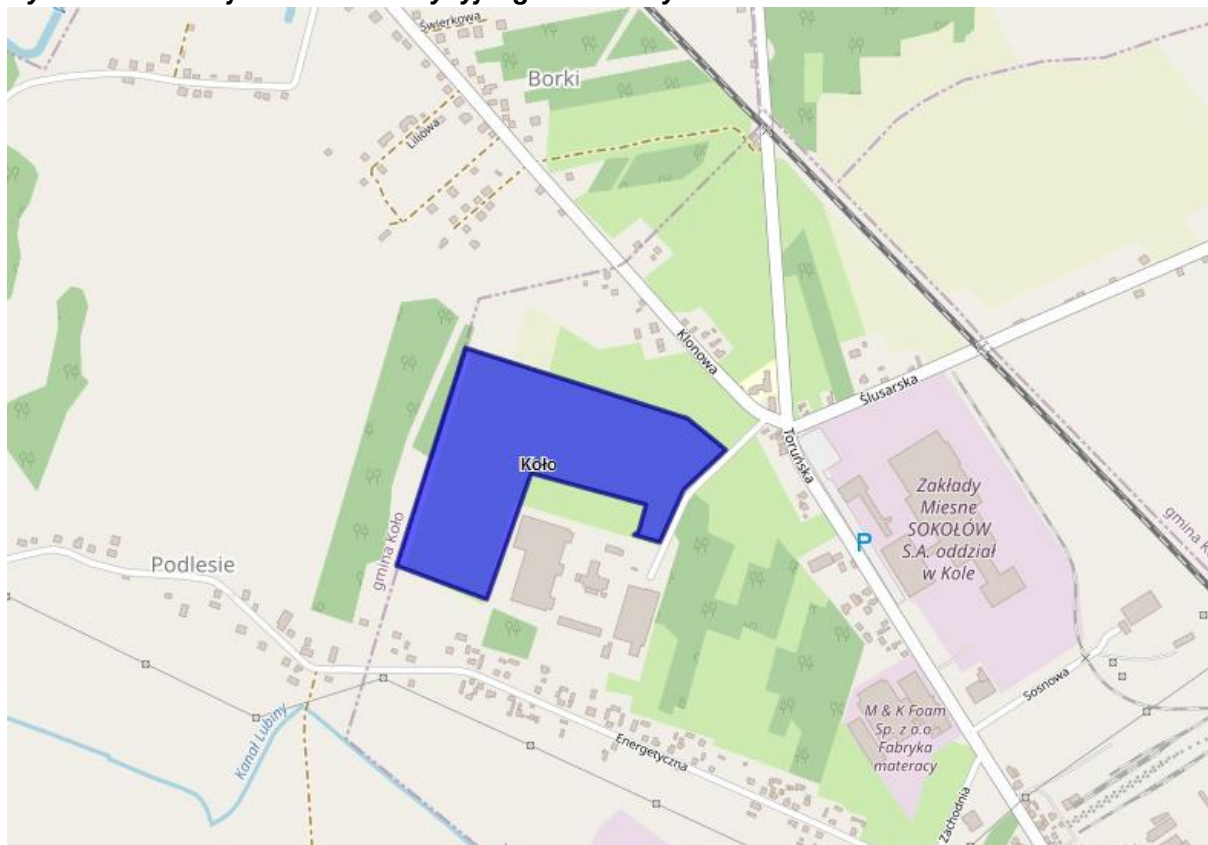 Świerkowa
Borki
Liliowa
Klonowa
Ślusarska
Toruńska
Koło
Zakłady
Mięsne
SOKOŁÓW
S.A. oddział
w Kole
P
gmina Koło
Podlesie
Sosnowa
M & K Foam
Sp. z o.o
Fabryka
materacy
Kanał Lubiny
Energetyczna
Zachodnia